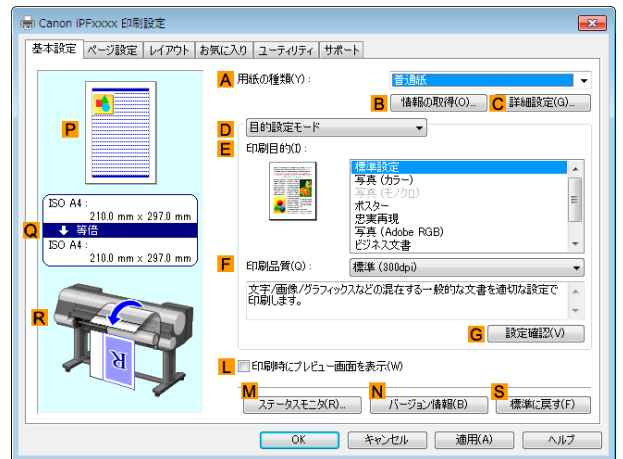 Canon iPFxxxx 印刷設定
基本設定 ページ設定 レイアウト お気に入り ユーティリティ サポート
A 用紙の種類(Y): 普通紙
B 情報の取得(O)... C 詳細設定(G)...
P
D 目的設定モード
E 印刷目的(I):
標準設定
写真 (カラー)
写真 (モノクロ)
ポスター
忠実再現
写真 (Adobe RGB)
ビジネス文書
ISO A4 :
210.0 mm x 297.0 mm
Q 等倍
ISO A4 :
210.0 mm x 297.0 mm
F 印刷品質(Q): 標準 (300dpi)
文字/画像/グラフィックスなどの混在する一般的な文書を適切な設定で
印刷します。
R
R
G 設定確認(V)
L 印刷時にプレビュー画面を表示(W)
M ステータスモニタ(R)... N バージョン情報(B) S 標準に戻す(F)
OK キャンセル 適用(A) ヘルプ